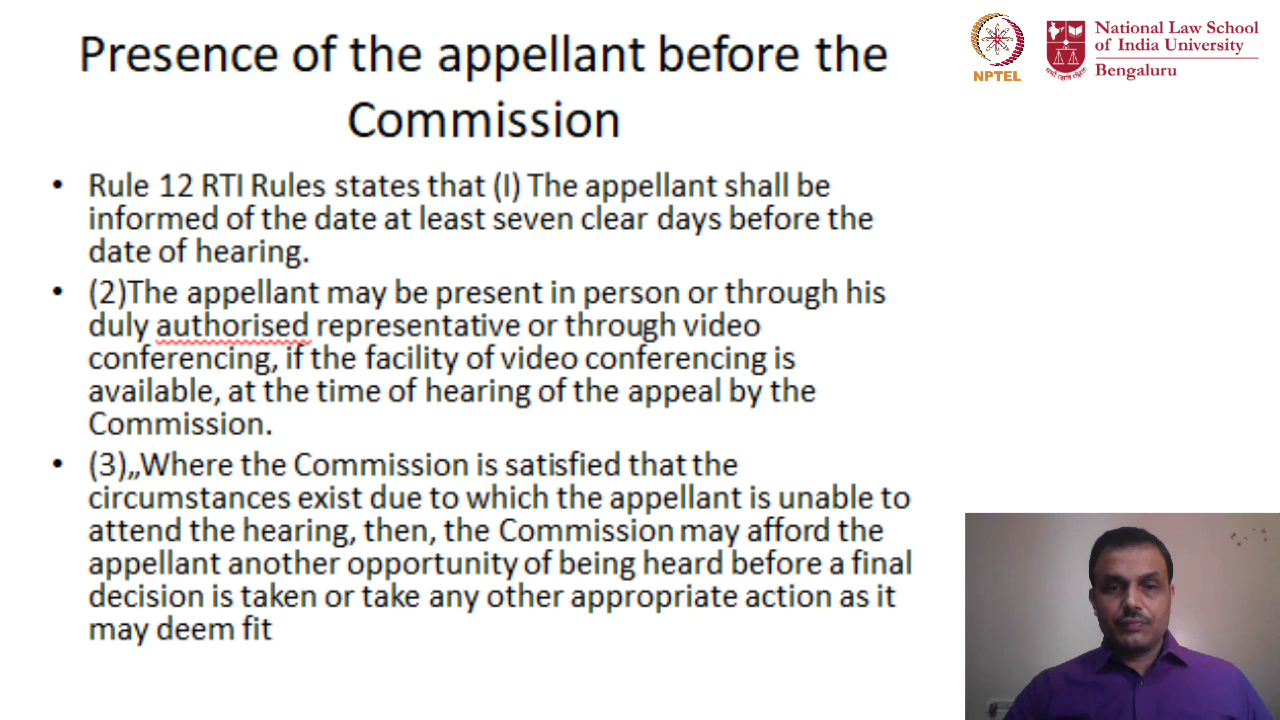 Presence of the appellant before the
Commission
• Rule 12 RTI Rules states that (I) The appellant shall be
informed of the date at least seven clear days before the
date of hearing.
• (2)The appellant may be present in person or through his
duly authorised representative or through video
conferencing, if the facility of video conferencing is
available, at the time of hearing of the appeal by the
Commission.
• (3)„Where the Commission is satisfied that the
circumstances exist due to which the appellant is unable to
attend the hearing, then, the Commission may afford the
appellant another opportunity of being heard before a final
decision is taken or take any other appropriate action as it
may deem fit
NPTEL
National Law School
of India University
Bengaluru